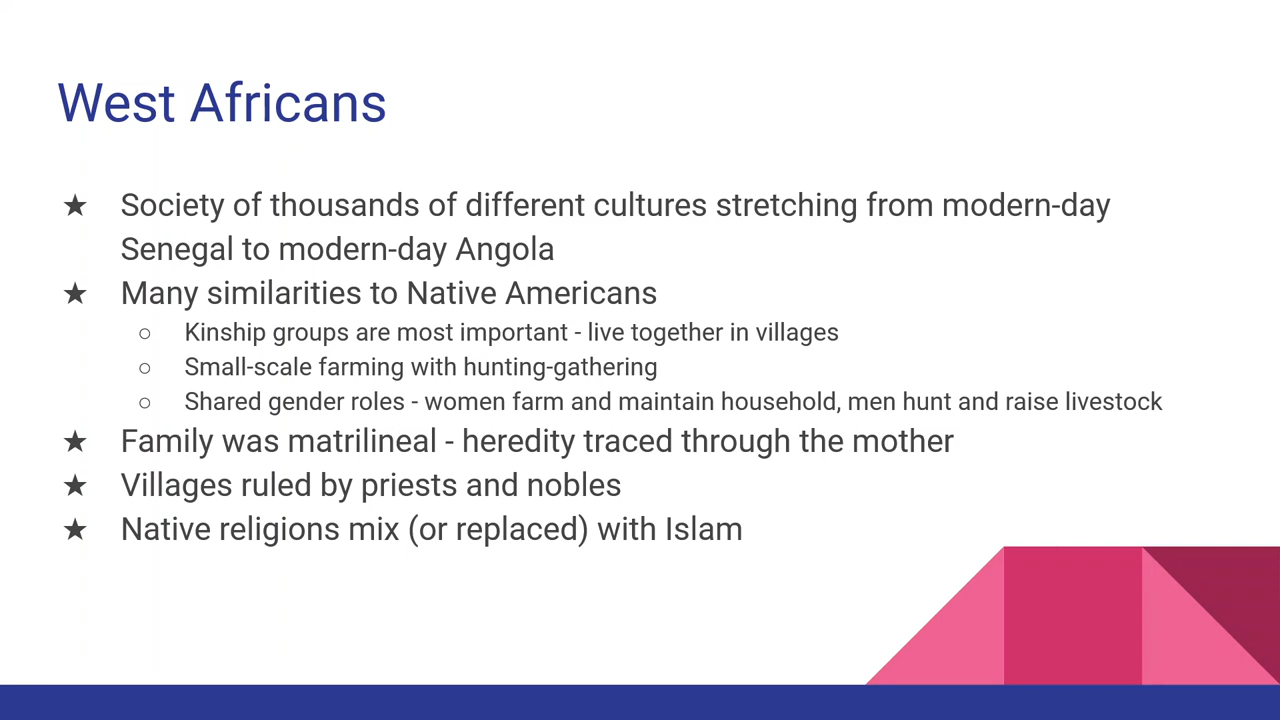 West Africans
★ Society of thousands of different cultures stretching from modern-day
Senegal to modern-day Angola
★ Many similarities to Native Americans
○ Kinship groups are most important - live together in villages
○ Small-scale farming with hunting-gathering
○ Shared gender roles - women farm and maintain household, men hunt and raise livestock
★ Family was matrilineal - heredity traced through the mother
★ Villages ruled by priests and nobles
★ Native religions mix (or replaced) with Islam